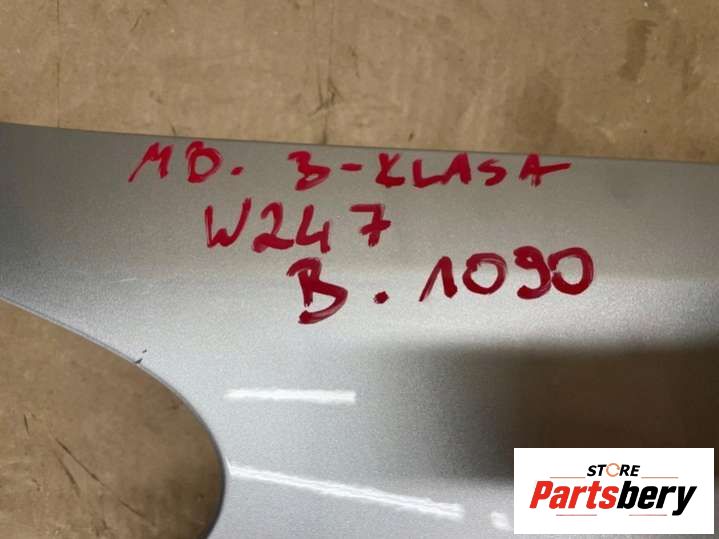 MB. B-KLASA
W247
B. 1090
STORE
Partsbery